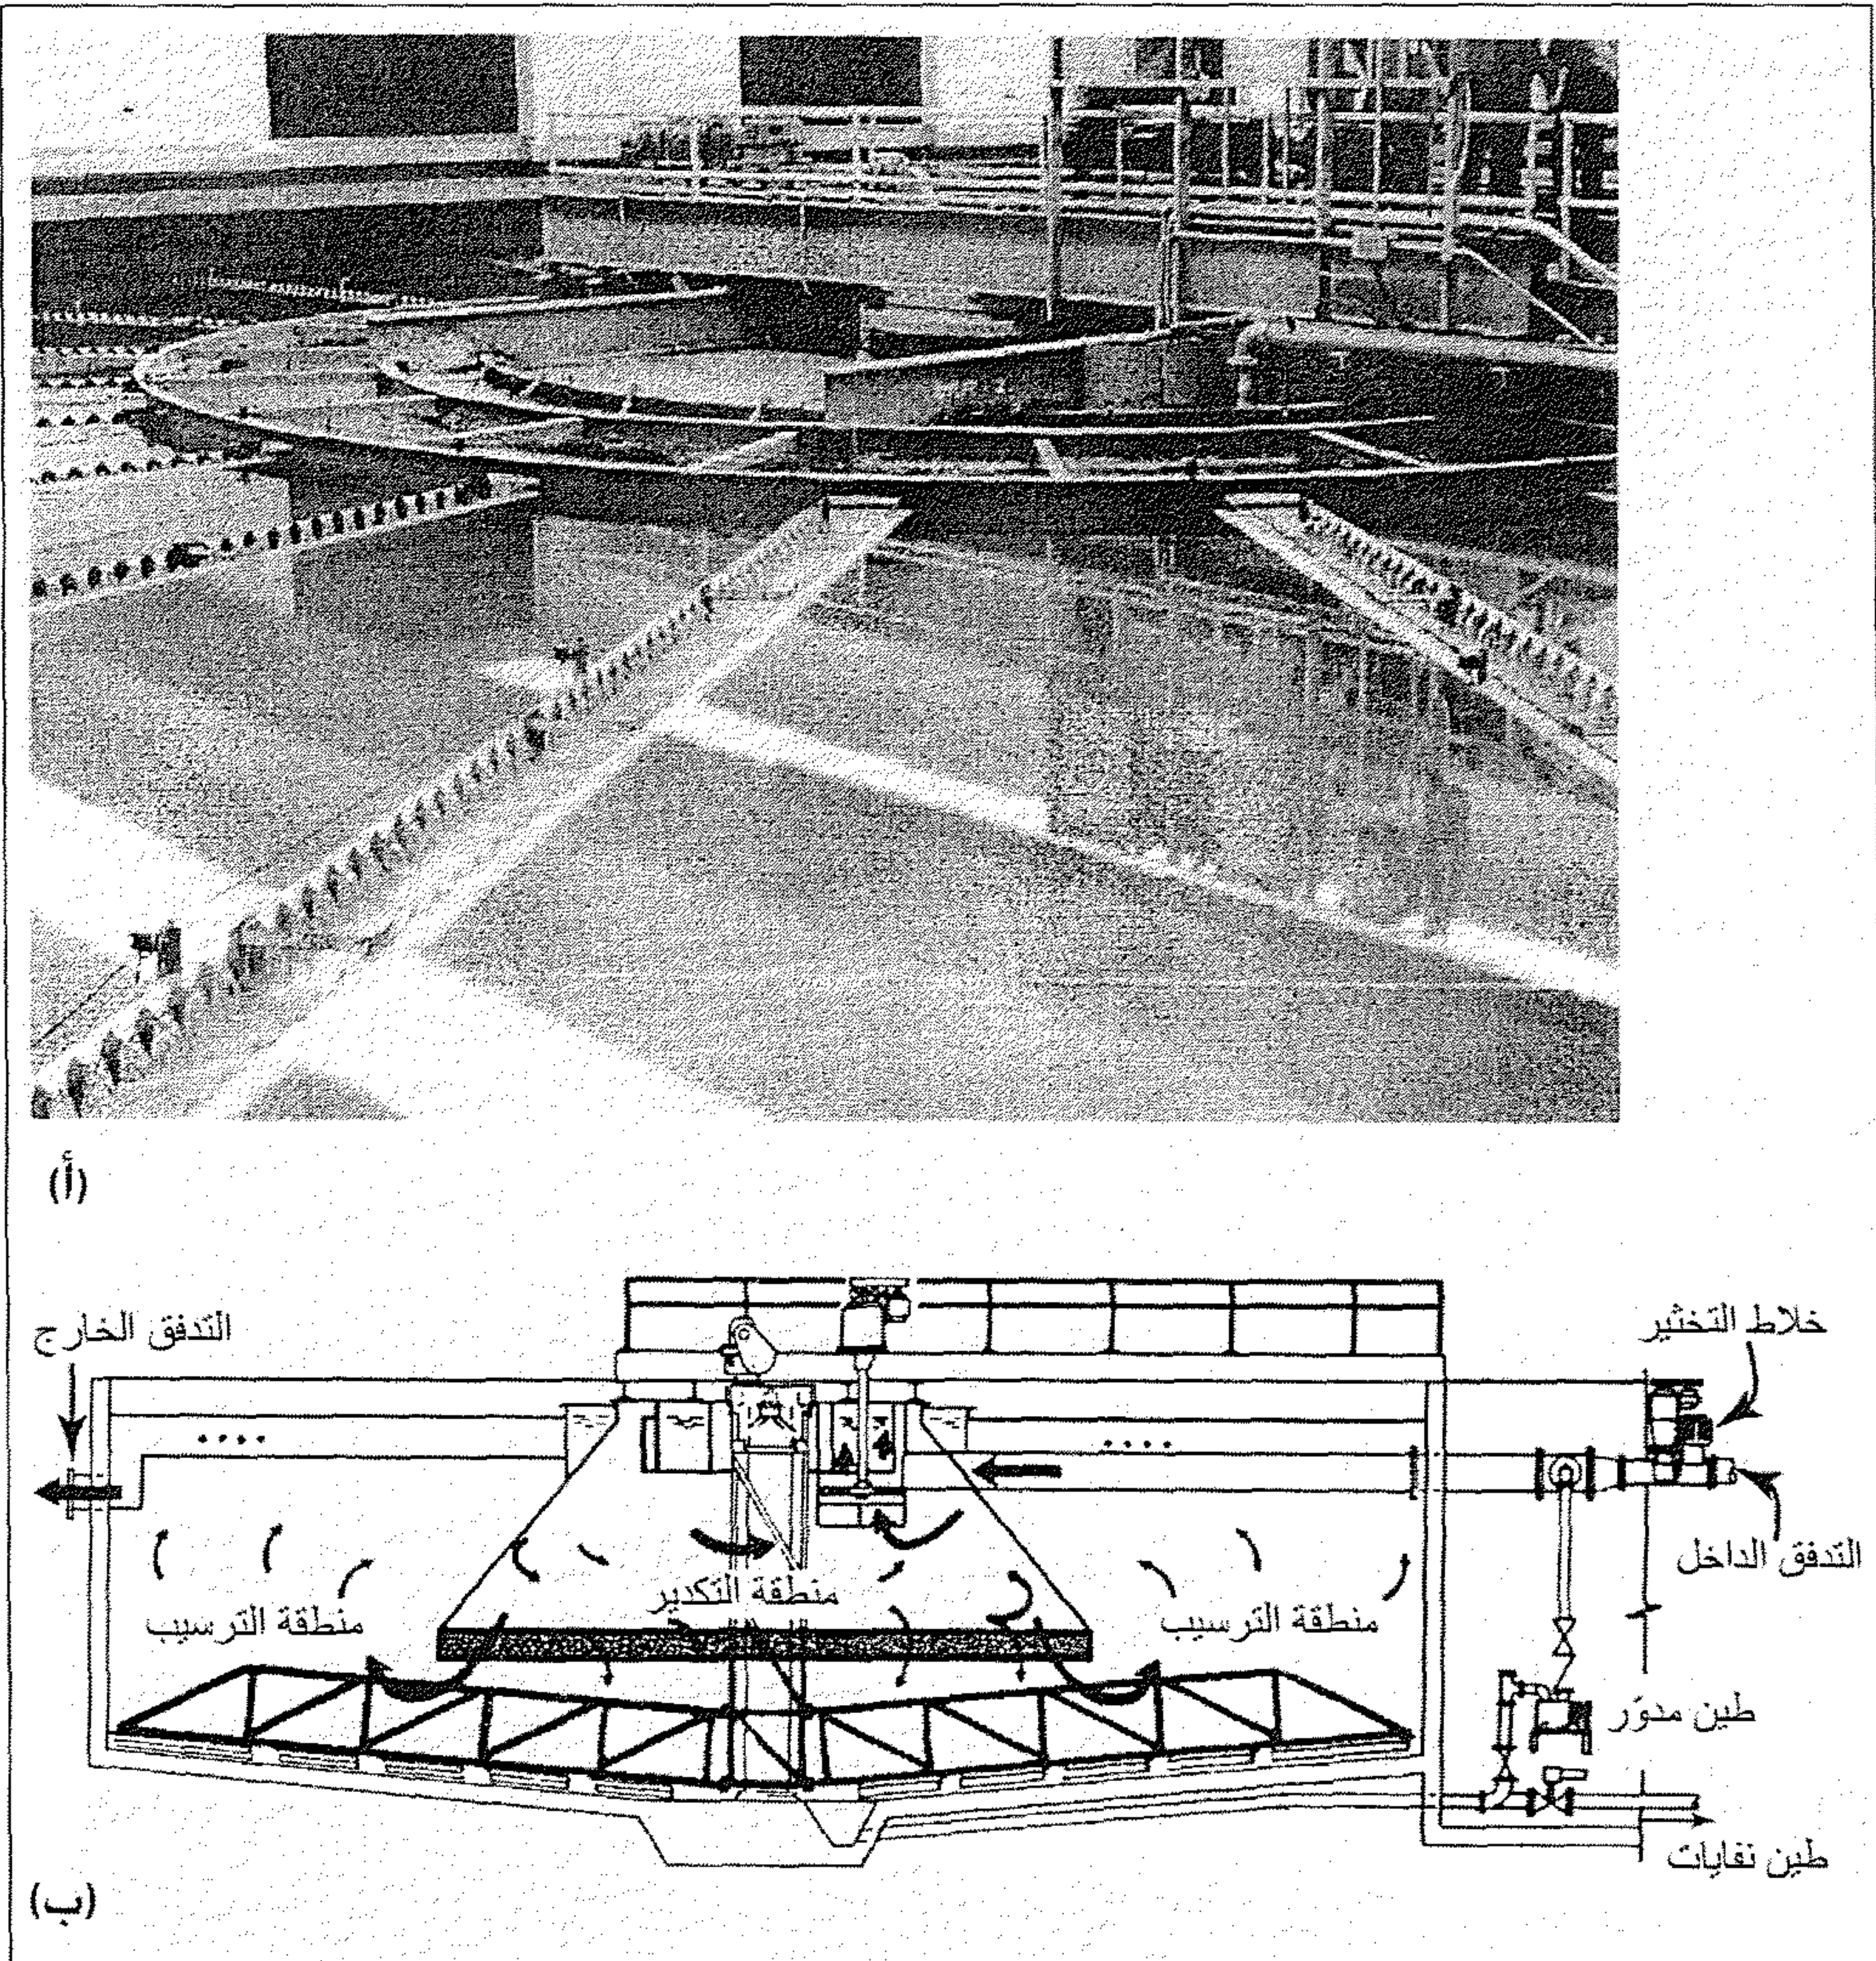 (أ)
التدفق الخارج
خلاط التخثير
التدفق الداخل
منطقة التكدير
منطقة الترسيب
منطقة الترسيب
طين مدوّر
طين نفايات
(ب)